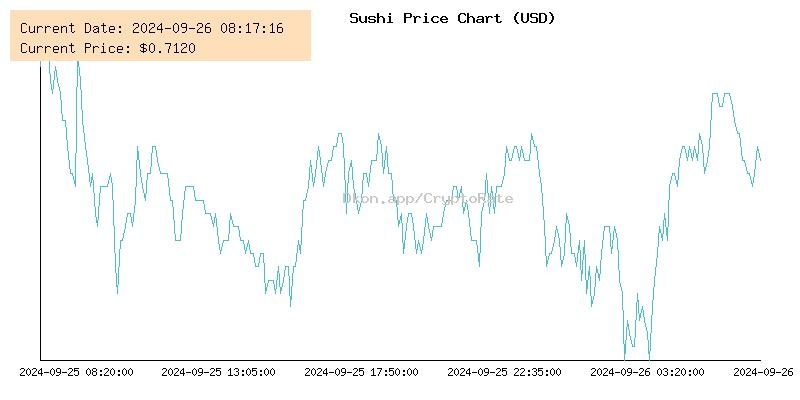 Sushi Price Chart (USD)
Current Date: 2024-09-26 08:17:16
Current Price: $0.7120
Dkon.app/CryptoRate
2024-09-25 08:20:00
2024-09-25 13:05:00
2024-09-25 17:50:00
2024-09-25 22:35:00
2024-09-26 03:20:00
2024-09-26